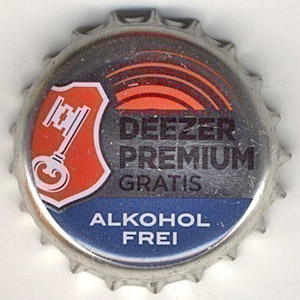 DEEZER
PREMIUM
GRATIS
ALKOHOL
FREI